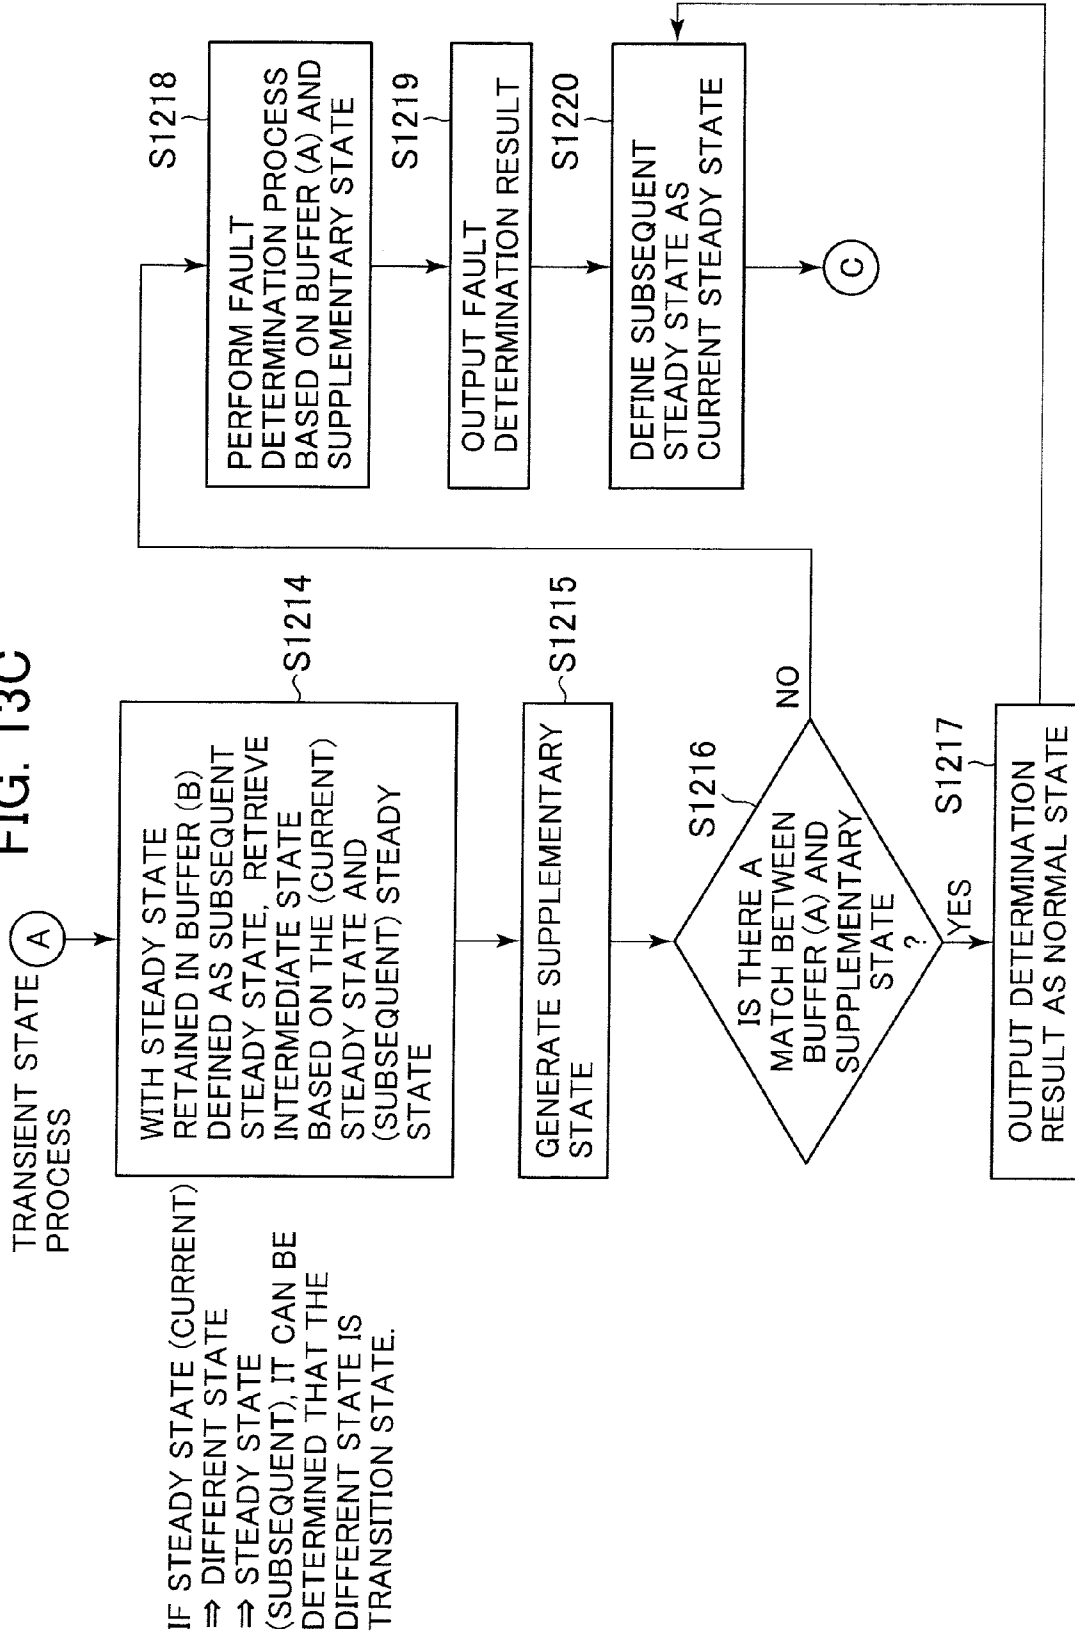 FIG. 13C
TRANSIENT STATE
PROCESS
A
IF STEADY STATE (CURRENT)
⇒ DIFFERENT STATE
⇒ STEADY STATE
(SUBSEQUENT), IT CAN BE
DETERMINED THAT THE
DIFFERENT STATE IS
TRANSITION STATE.
WITH STEADY STATE
RETAINED IN BUFFER (B)
DEFINED AS SUBSEQUENT
STEADY STATE, RETRIEVE
INTERMEDIATE STATE
BASED ON THE (CURRENT)
STEADY STATE AND
(SUBSEQUENT) STEADY
STATE
S1214
GENERATE SUPPLEMENTARY
STATE
S1215
IS THERE A
MATCH BETWEEN
BUFFER (A) AND
SUPPLEMENTARY
STATE
?
S1216
NO
YES
OUTPUT DETERMINATION
RESULT AS NORMAL STATE
S1217
PERFORM FAULT
DETERMINATION PROCESS
BASED ON BUFFER (A) AND
SUPPLEMENTARY STATE
S1218
OUTPUT FAULT
DETERMINATION RESULT
S1219
DEFINE SUBSEQUENT
STEADY STATE AS
CURRENT STEADY STATE
S1220
C